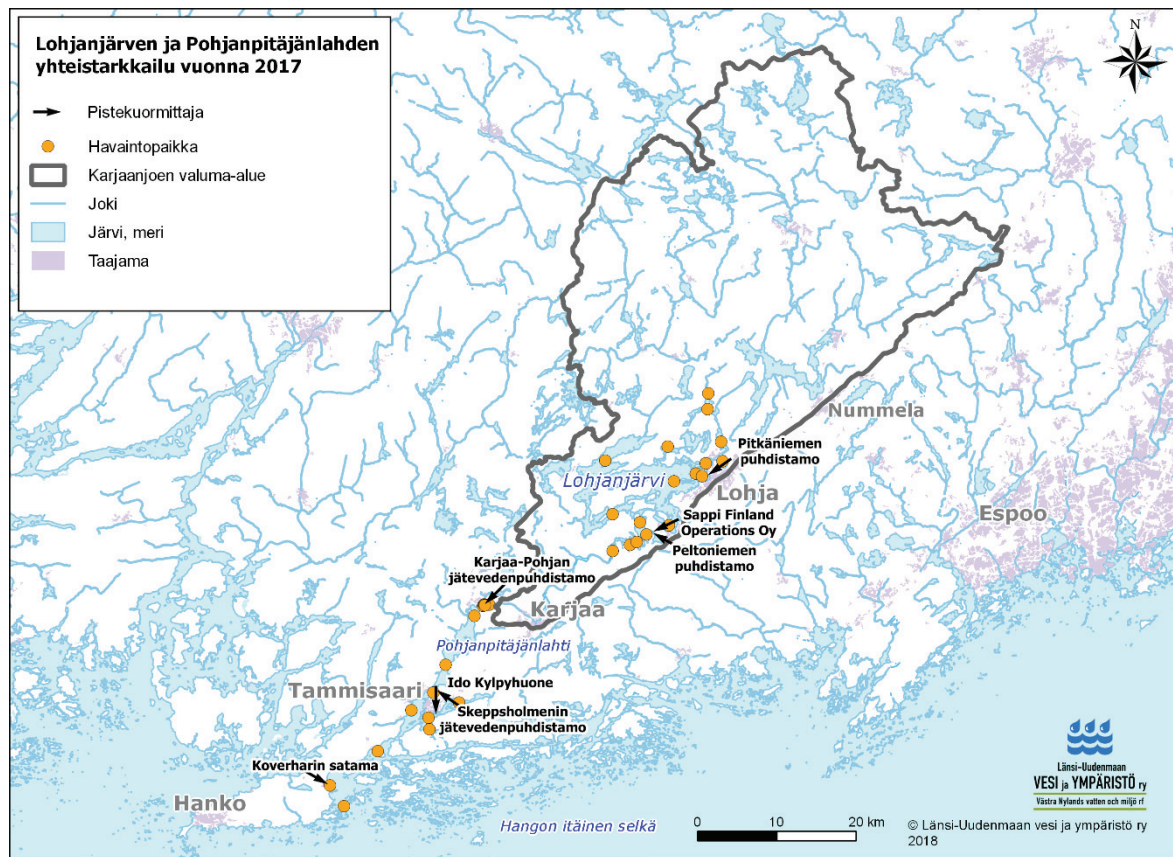 Lohjanjärven ja Pohjanpitäjänlahden
yhteistarkkailu vuonna 2017
Pistekuormittaja
Havaintopaikka
Karjaanjoen valuma-alue
Joki
Järvi, meri
Taajama
N
Nummela
Pitkäniemen
puhdistamo
Lohjanjärvi
Lohja
Sappi Finland
Operations Oy
Espoo
Peltoniemen
puhdistamo
Karjaa-Pohjan
jätevedenpuhdistamo
Karjaa
Pohjanpitäjänlahti
Ido Kylpyhuone
Tammisaari
Skeppsholmenin
jätevedenpuhdistamo
Koverharin satama
Hanko
Hangon itäinen selkä
0 10 20 km
Länsi-Uudenmaan
VESI ja YMPÄRISTÖ ry
Västra Nylands vatten och miljö rf
© Länsi-Uudenmaan vesi ja ympäristö ry
2018